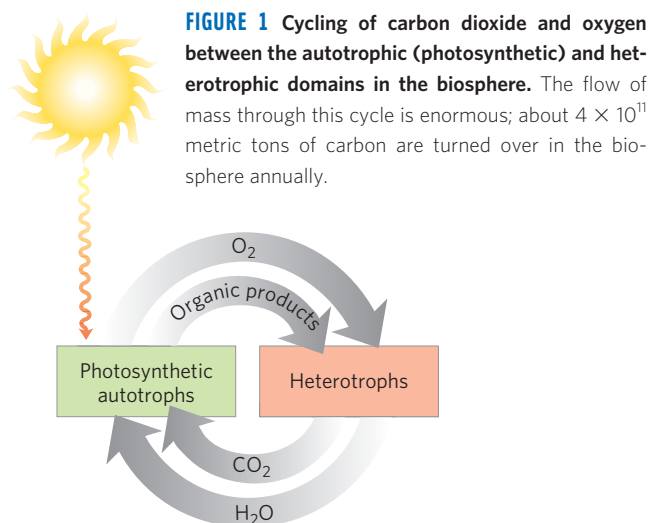 FIGURE 1 Cycling of carbon dioxide and oxygen
between the autotrophic (photosynthetic) and het-
erotrophic domains in the biosphere. The flow of
mass through this cycle is enormous; about 4 × 10¹¹
metric tons of carbon are turned over in the bio-
sphere annually.
O₂
Organic products
Photosynthetic
autotrophs
Heterotrophs
CO₂
H₂O